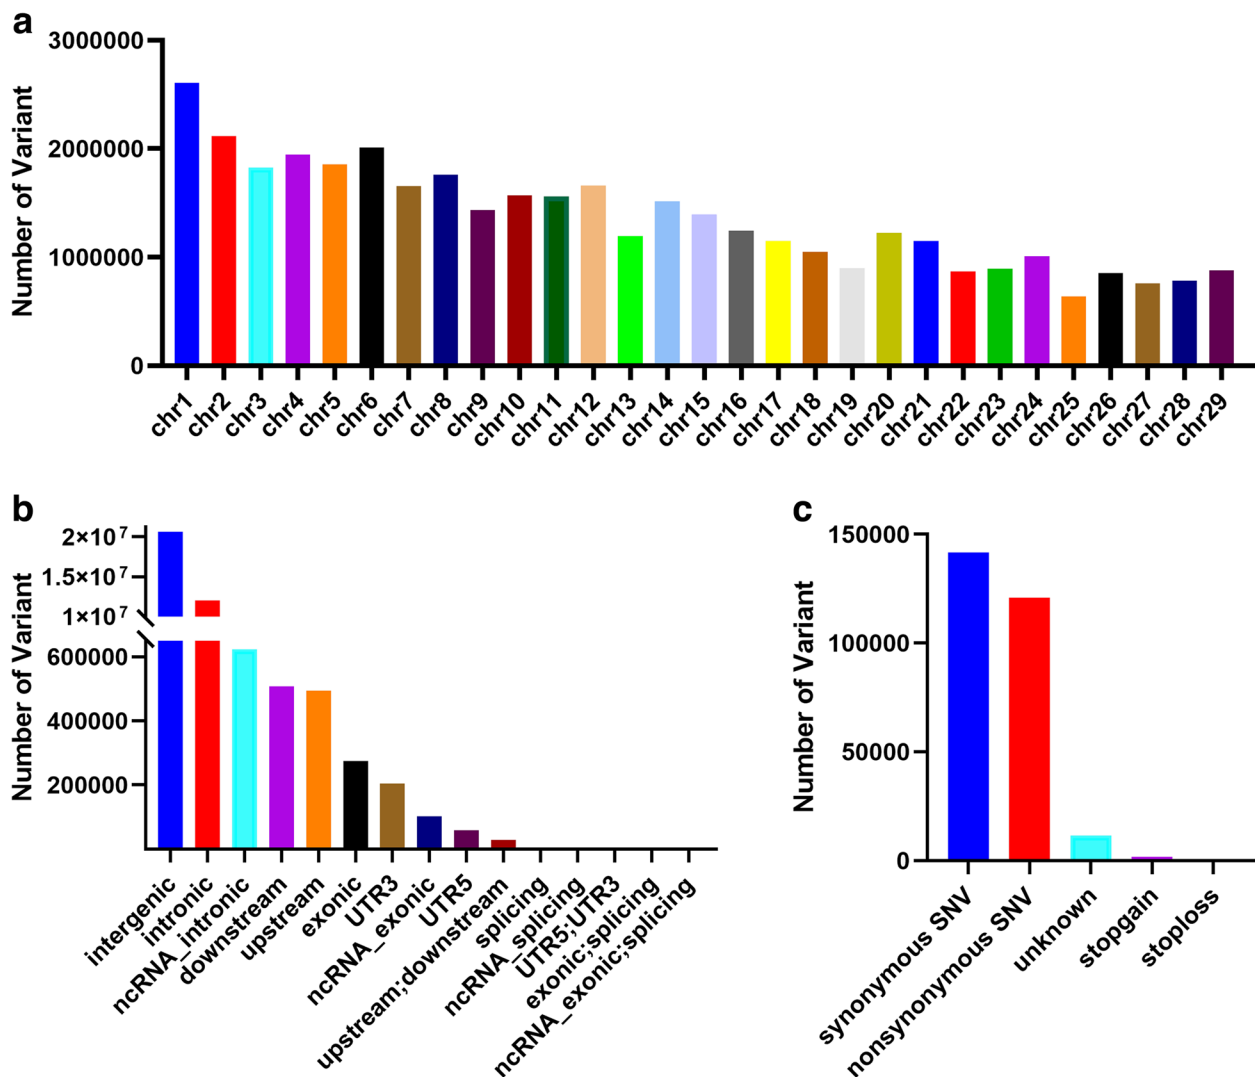 a
Number of Variant
3000000
2000000
1000000
0
chr1
chr2
chr3
chr4
chr5
chr6
chr7
chr8
chr9
chr10
chr11
chr12
chr13
chr14
chr15
chr16
chr17
chr18
chr19
chr20
chr21
chr22
chr23
chr24
chr25
chr26
chr27
chr28
chr29
b
Number of Variant
2×10⁷
1.5×10⁷
1×10⁷
600000
400000
200000
intergenic
intronic
ncRNA_intronic
downstream
upstream
exonic
UTR3
ncRNA_exonic
UTR5
upstream;downstream
splicing
ncRNA_splicing
UTR5;UTR3
exonic;splicing
ncRNA_exonic;splicing
c
Number of Variant
150000
100000
50000
0
synonymous SNV
nonsynonymous SNV
unknown
stopgain
stoploss